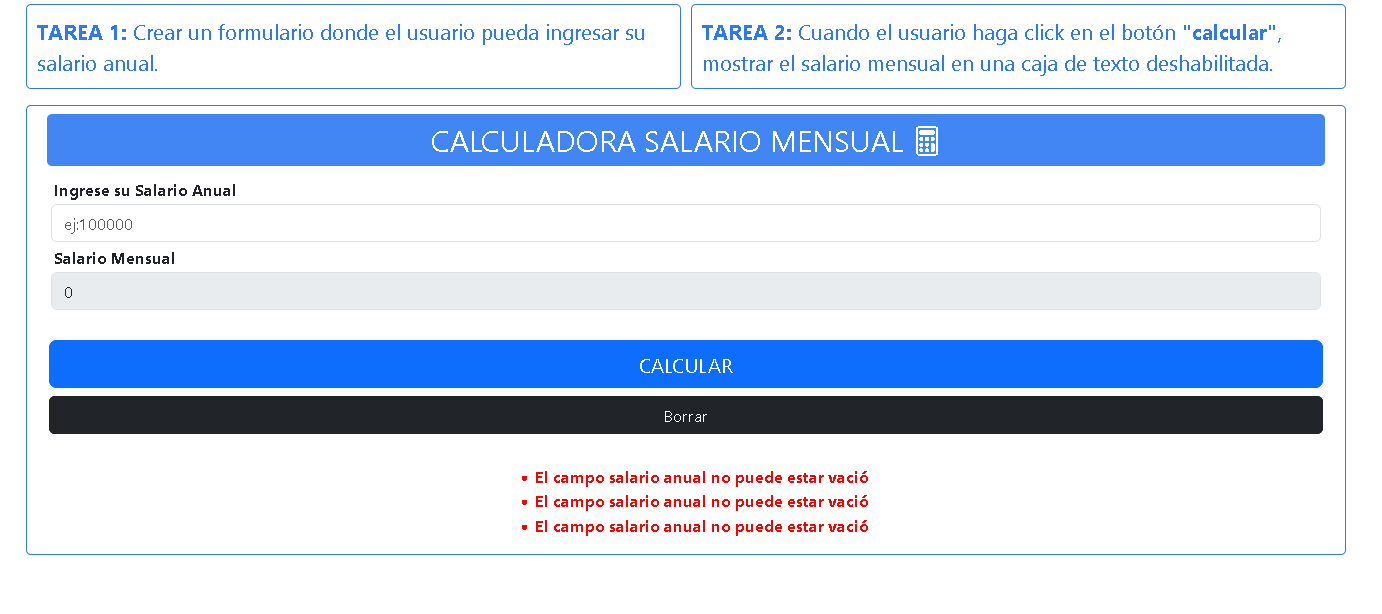 TAREA 1: Crear un formulario donde el usuario pueda ingresar su
salario anual.
TAREA 2: Cuando el usuario haga click en el botón "calcular",
mostrar el salario mensual en una caja de texto deshabilitada.
CALCULADORA SALARIO MENSUAL
Ingrese su Salario Anual
ej:100000
Salario Mensual
0
CALCULAR
Borrar
• El campo salario anual no puede estar vació
• El campo salario anual no puede estar vació
• El campo salario anual no puede estar vació